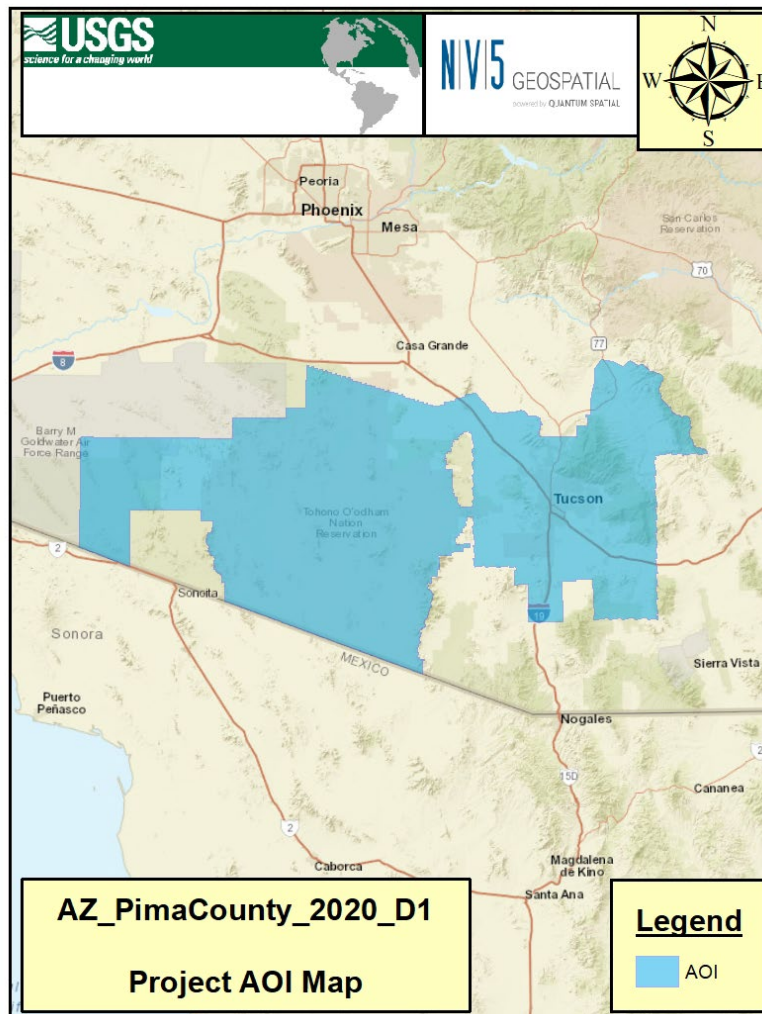 USGS
science for a changing world
N|V|5 GEOSPATIAL
powered by QUANTUM SPATIAL
N
W
E
S
Peoria
Phoenix
Mesa
San Carlos
Reservation
70
77
Casa Grande
8
Barry M
Goldwater Air
Force Range
Tohono O'odham
Nation
Reservation
Tucson
2
Sonoita
19
Sonora
MEXICO
Sierra Vista
Puerto
Peñasco
Nogales
2
15D
Cananea
2
Caborca
Magdalena
de Kino
Santa Ana
AZ_PimaCounty_2020_D1
Project AOI Map
Legend
AOI